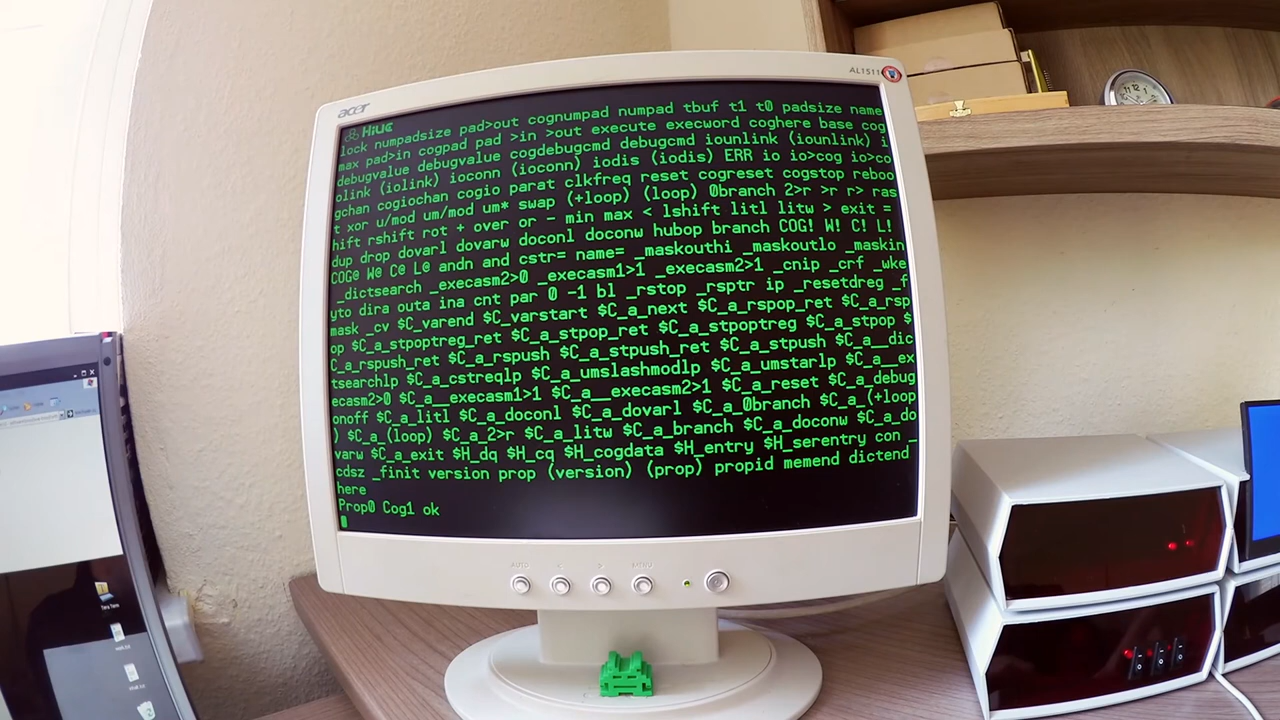 acer
AL1511
HiUC
lock numpadsize pad>out cognumpad numpad tbuf t1 t0 padsize name
max pad>in cogpad pad >in >out execute execword coghere base cog
debugvalue debugvalue cogdebugcmd debugcmd iounlink (iounlink) i
olink (iolink) ioconn (ioconn) iodis (iodis) ERR io io>cog io>co
gchan cogiochan cogio parat clkfreq reset cogreset cogstop reboo
t xor u/mod um/mod um* swap (+loop) (loop) 0branch 2>r >r r> ras
hift rshift rot + over or - min max < lshift litl litw > exit =
dup drop dovarl dovarw doconl doconw hubop branch COG! W! C! L!
COG@ W@ C@ L@ andn and cstr= name= _maskouthi _maskoutlo _maskin
_dictsearch _execasm2>0 _execasm1>1 _execasm2>1 _cnip _crf _wke
yto dira outa ina cnt par 0 -1 bl _rstop _rsptr ip _resetdreg _f
mask _cv $C_varend $C_varstart $C_a_next $C_a_rspop_ret $C_a_rsp
op $C_a_stpoptreg_ret $C_a_stpop_ret $C_a_stpoptreg $C_a_stpop $
C_a_rspush_ret $C_a_rspush $C_a_stpush_ret $C_a_stpush $C_a__dic
tsearchlp $C_a_cstreqlp $C_a_umslashmodlp $C_a_umstarlp $C_a__ex
ecasm2>0 $C_a__execasm1>1 $C_a__execasm2>1 $C_a_reset $C_a_debug
onoff $C_a_litl $C_a_doconl $C_a_dovarl $C_a_0branch $C_a_(+loop
) $C_a_(loop) $C_a_2>r $C_a_litw $C_a_branch $C_a_doconw $C_a_do
varw $C_a_exit $H_dq $H_cq $H_cogdata $H_entry $H_serentry con _
cdsz _finit version prop (version) (prop) propid memend dictend
here
Prop0 Cog1 ok
AUTO < > MENU
Tera Term